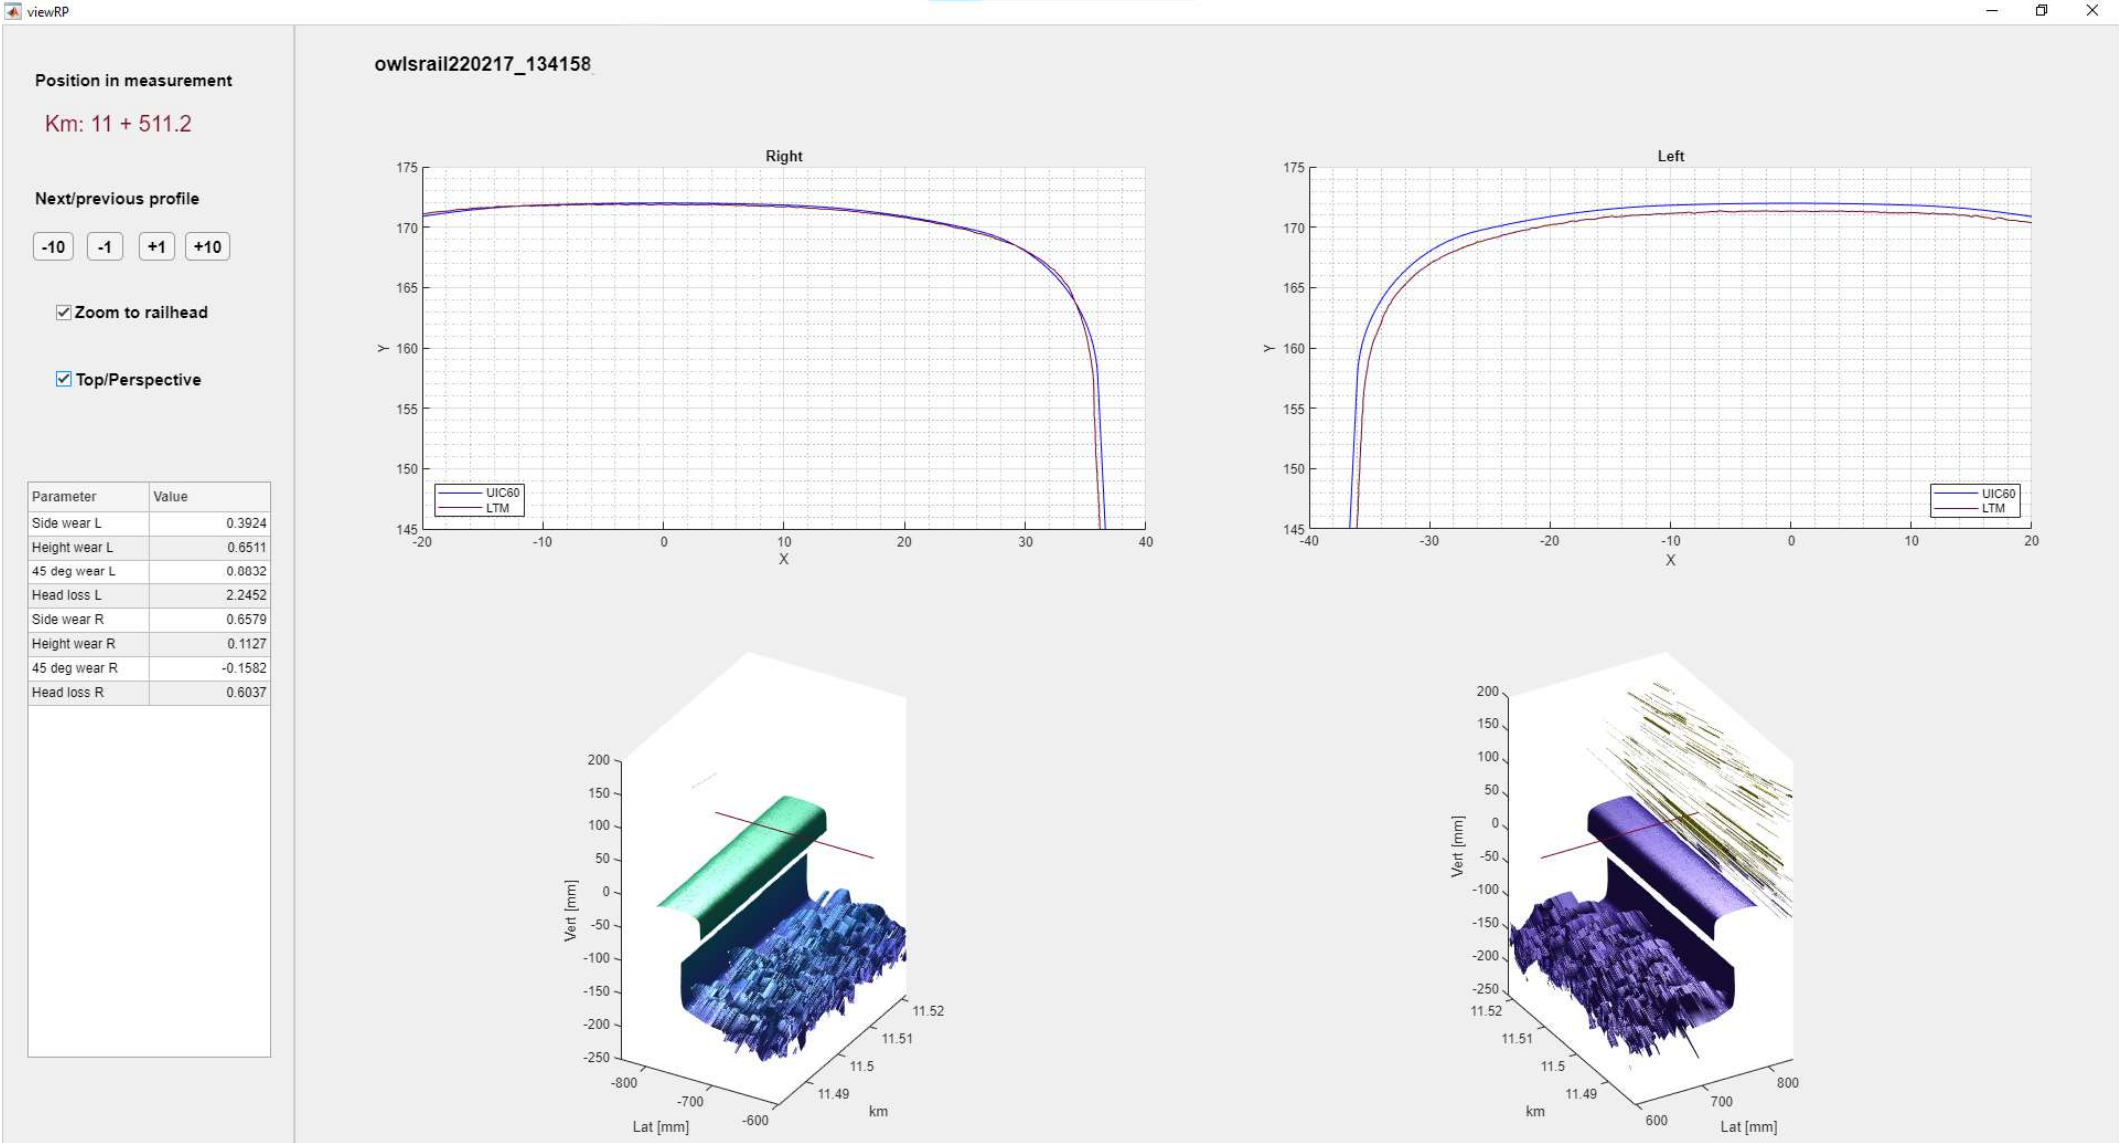 viewRP
Position in measurement
Km: 11 + 511.2
Next/previous profile
-10 -1 +1 +10
Zoom to railhead
Top/Perspective
Parameter Value
Side wear L 0.3924
Height wear L 0.6511
45 deg wear L 0.8832
Head loss L 2.2452
Side wear R 0.6579
Height wear R 0.1127
45 deg wear R -0.1582
Head loss R 0.6037
owlsrail220217_134158
Right
175
170
165
160
155
150
145
Y
-20 -10 0 10 20 30 40
X
UIC60
LTM
Left
175
170
165
160
155
150
145
Y
-40 -30 -20 -10 0 10 20
X
UIC60
LTM
200
150
100
50
0
-50
-100
-150
-200
-250
Vert [mm]
-800
-700
-600
Lat [mm]
11.52
11.51
11.5
11.49
km
200
150
100
50
0
-50
-100
-150
-200
-250
Vert [mm]
11.52
11.51
11.5
11.49
km
600
700
800
Lat [mm]